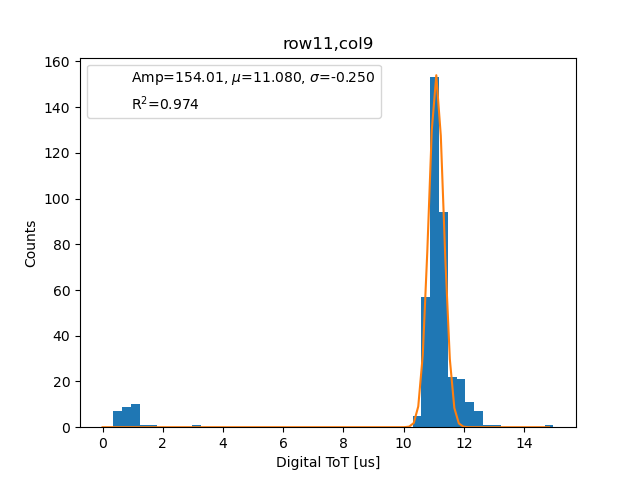 row11,col9
Amp=154.01, μ=11.080, σ=-0.250
R²=0.974
160
140
120
100
80
60
40
20
0
Counts
0 2 4 6 8 10 12 14
Digital ToT [us]